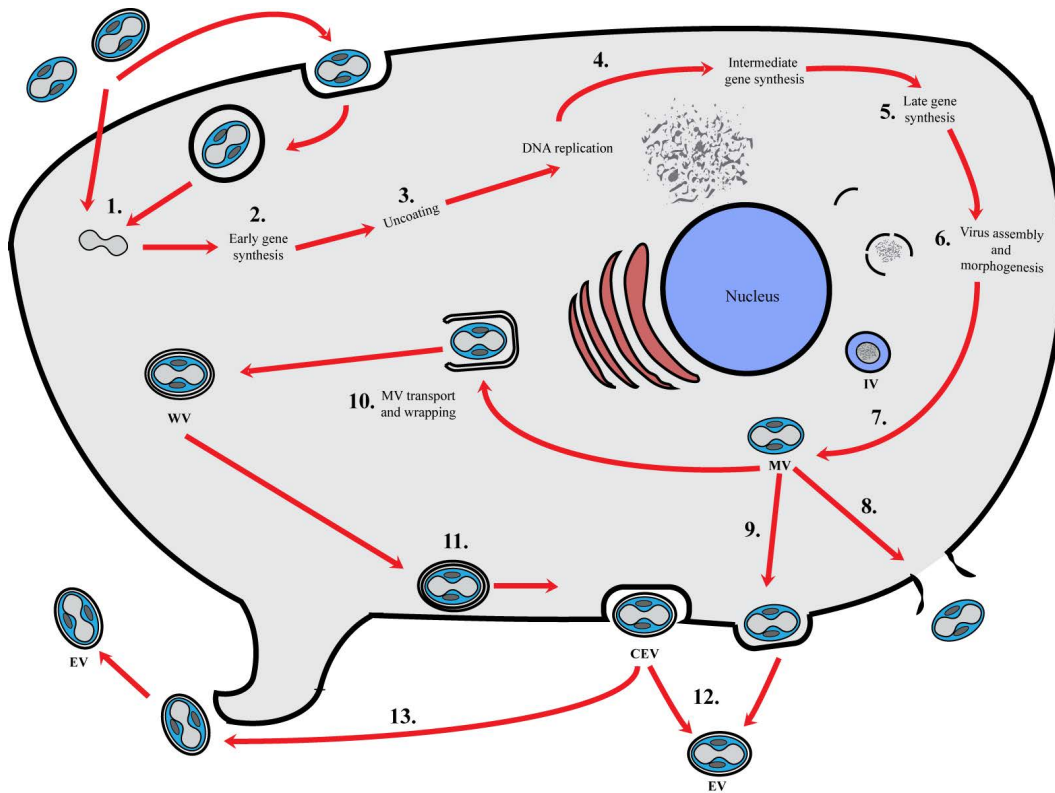 4.
Intermediate
gene synthesis
5.
Late gene
synthesis
DNA replication
3.
Uncoating
1.
2.
Early gene
synthesis
6.
Virus assembly
and
morphogenesis
Nucleus
IV
7.
10.
MV transport
and wrapping
WV
MV
8.
9.
11.
CEV
EV
12.
13.
EV